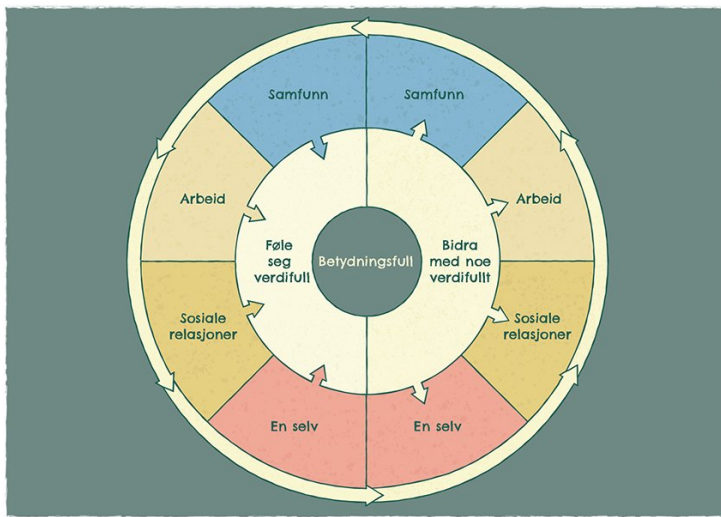 Samfunn
Samfunn
Arbeid
Arbeid
Føle
seg
verdifull
Betydningsfull
Bidra
med noe
verdifullt
Sosiale
relasjoner
Sosiale
relasjoner
En selv
En selv